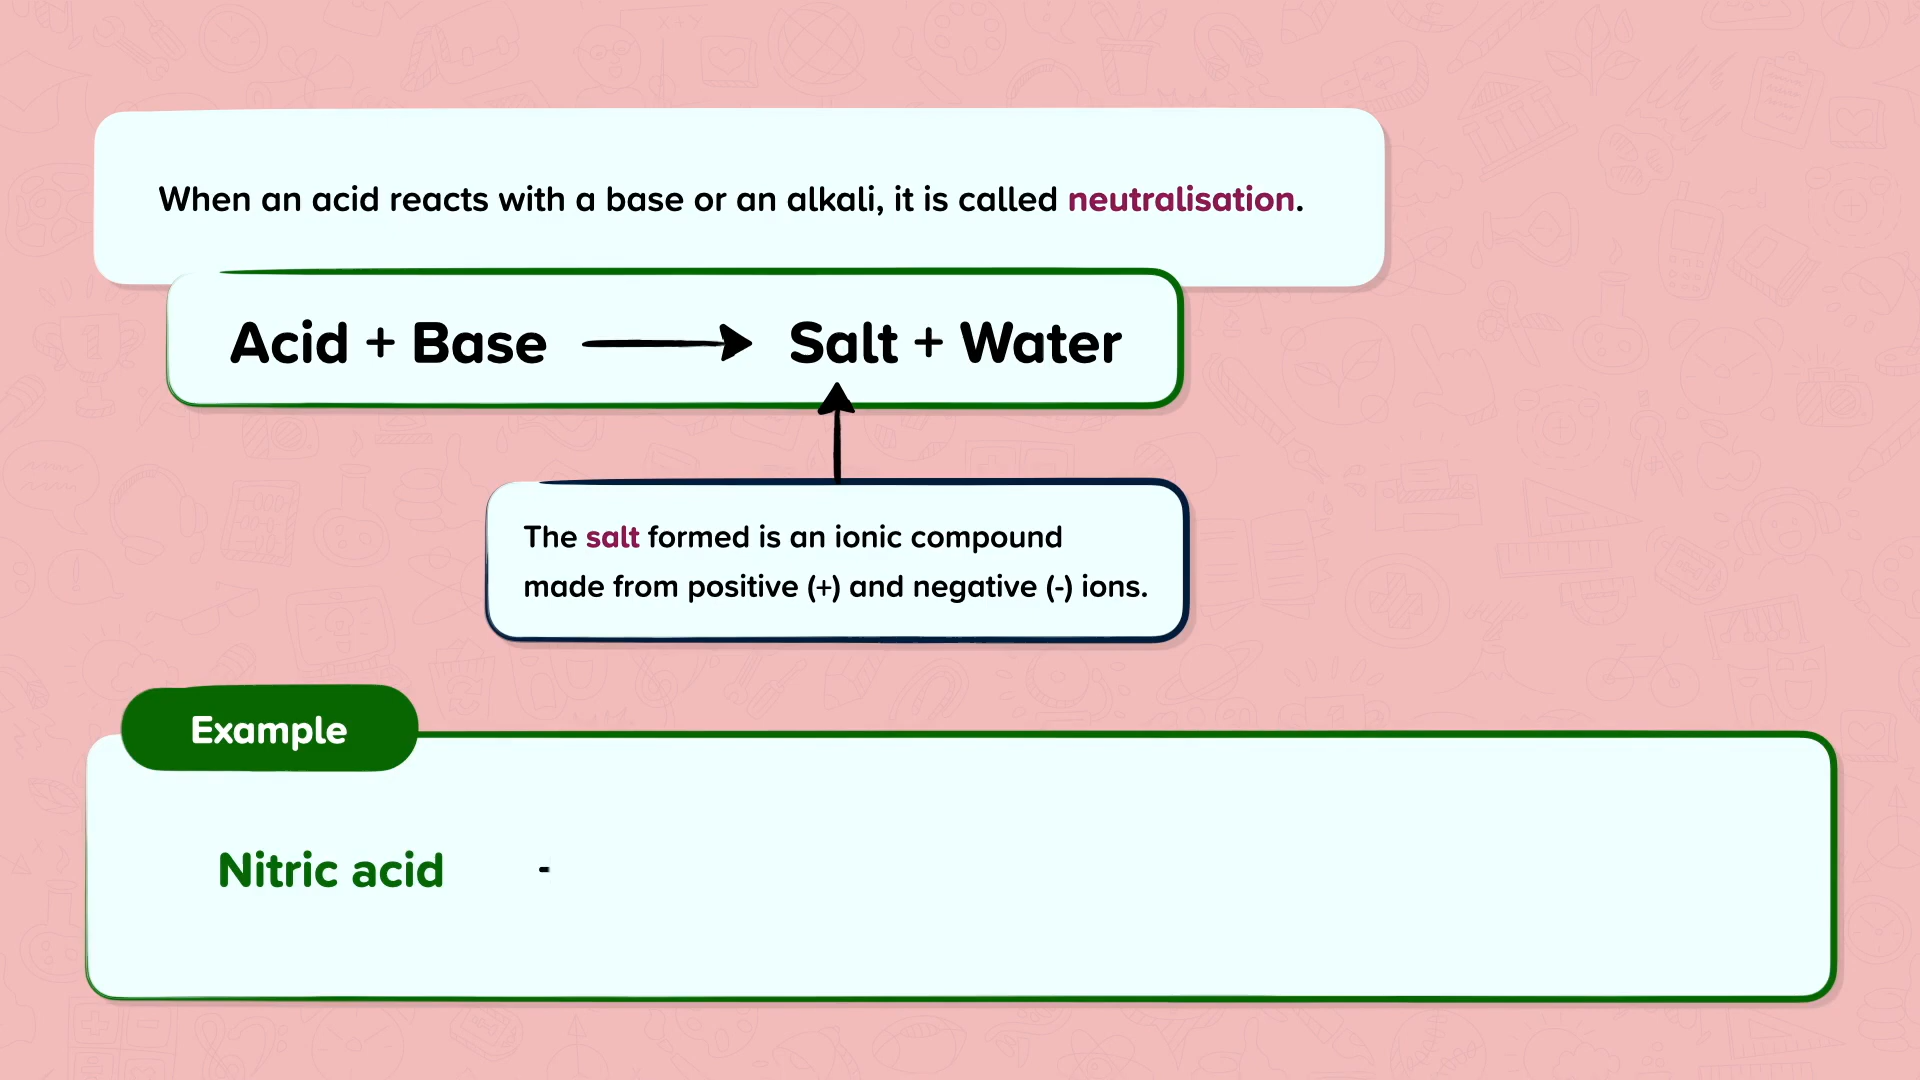 When an acid reacts with a base or an alkali, it is called neutralisation.
Acid + Base ⟶ Salt + Water
The salt formed is an ionic compound
made from positive (+) and negative (-) ions.
Example
Nitric acid -